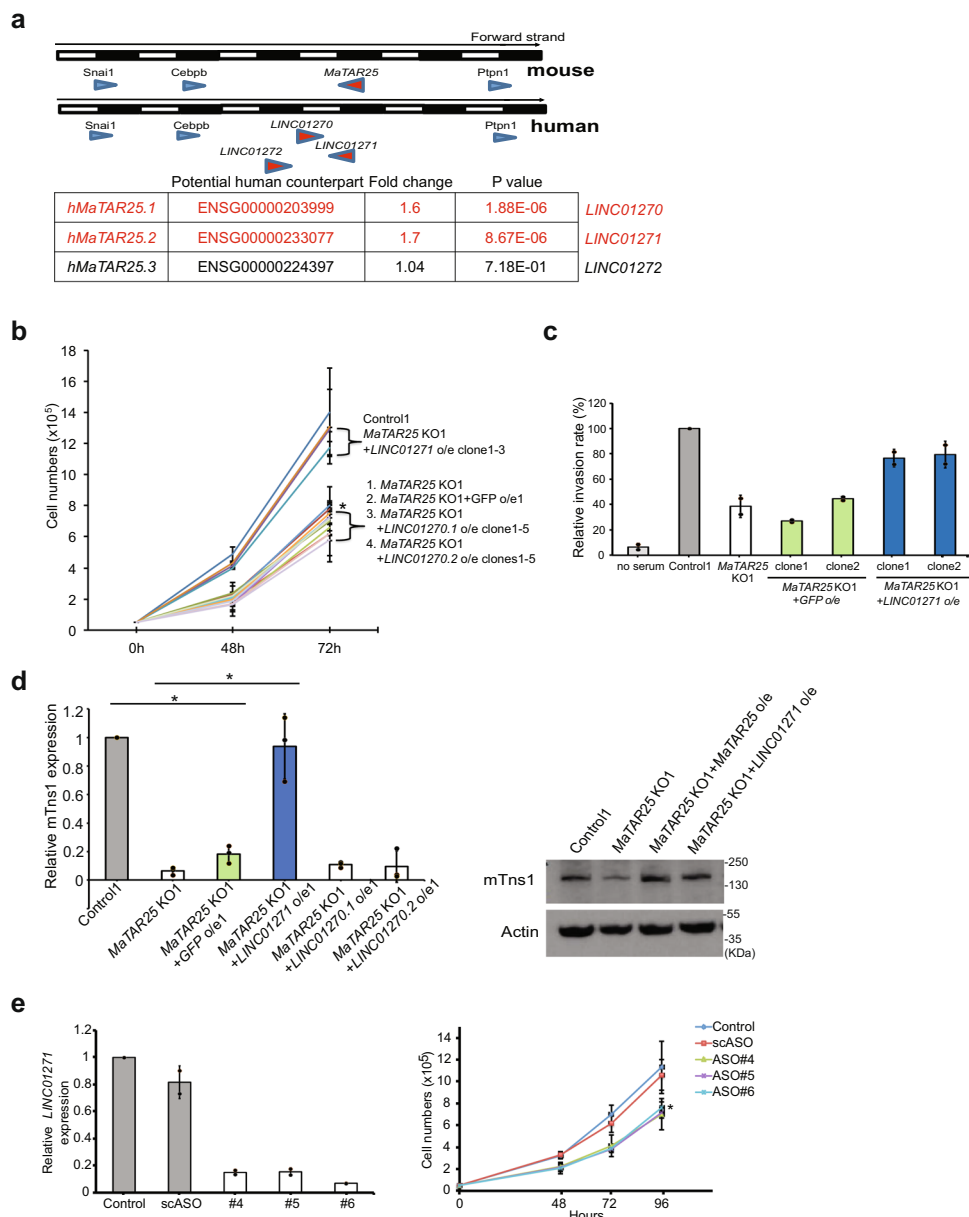 a
Forward strand
Snai1 Cebpb MaTAR25 Ptpn1 mouse
Snai1 Cebpb LINC01270 Ptpn1 human
LINC01272 LINC01271
Potential human counterpart Fold change P value
hMaTAR25.1 ENSG00000203999 1.6 1.88E-06 LINC01270
hMaTAR25.2 ENSG00000233077 1.7 8.67E-06 LINC01271
hMaTAR25.3 ENSG00000224397 1.04 7.18E-01 LINC01272
b
Cell numbers (x10⁵)
18
16
14
12
10
8
6
4
2
0
0h 48h 72h
Control1
MaTAR25 KO1
+LINC01271 o/e clone1-3
*
1. MaTAR25 KO1
2. MaTAR25 KO1+GFP o/e1
3. MaTAR25 KO1
+LINC01270.1 o/e clone1-5
4. MaTAR25 KO1
+LINC01270.2 o/e clones1-5
c
Relative invasion rate (%)
120
100
80
60
40
20
0
no serum Control1 MaTAR25 KO1 clone1 clone2 clone1 clone2
MaTAR25 KO1
+GFP o/e
MaTAR25 KO1
+LINC01271 o/e
d
Relative mTns1 expression
1.2
1
0.8
0.6
0.4
0.2
0
*
*
Control1
MaTAR25 KO1
MaTAR25 KO1
+GFP o/e1
MaTAR25 KO1
+LINC01271 o/e1
MaTAR25 KO1
+LINC01270.1 o/e1
MaTAR25 KO1
+LINC01270.2 o/e1
Control1
MaTAR25 KO1
MaTAR25 KO1+MaTAR25 o/e
MaTAR25 KO1+LINC01271 o/e
mTns1
-250
-130
Actin
-55
-35
(KDa)
e
Relative LINC01271
expression
1.2
1
0.8
0.6
0.4
0.2
0
Control scASO #4 #5 #6
Cell numbers (x10⁵)
14
12
10
8
6
4
2
0
0 48 72 96
Hours
Control
scASO
ASO#4
ASO#5
ASO#6
*